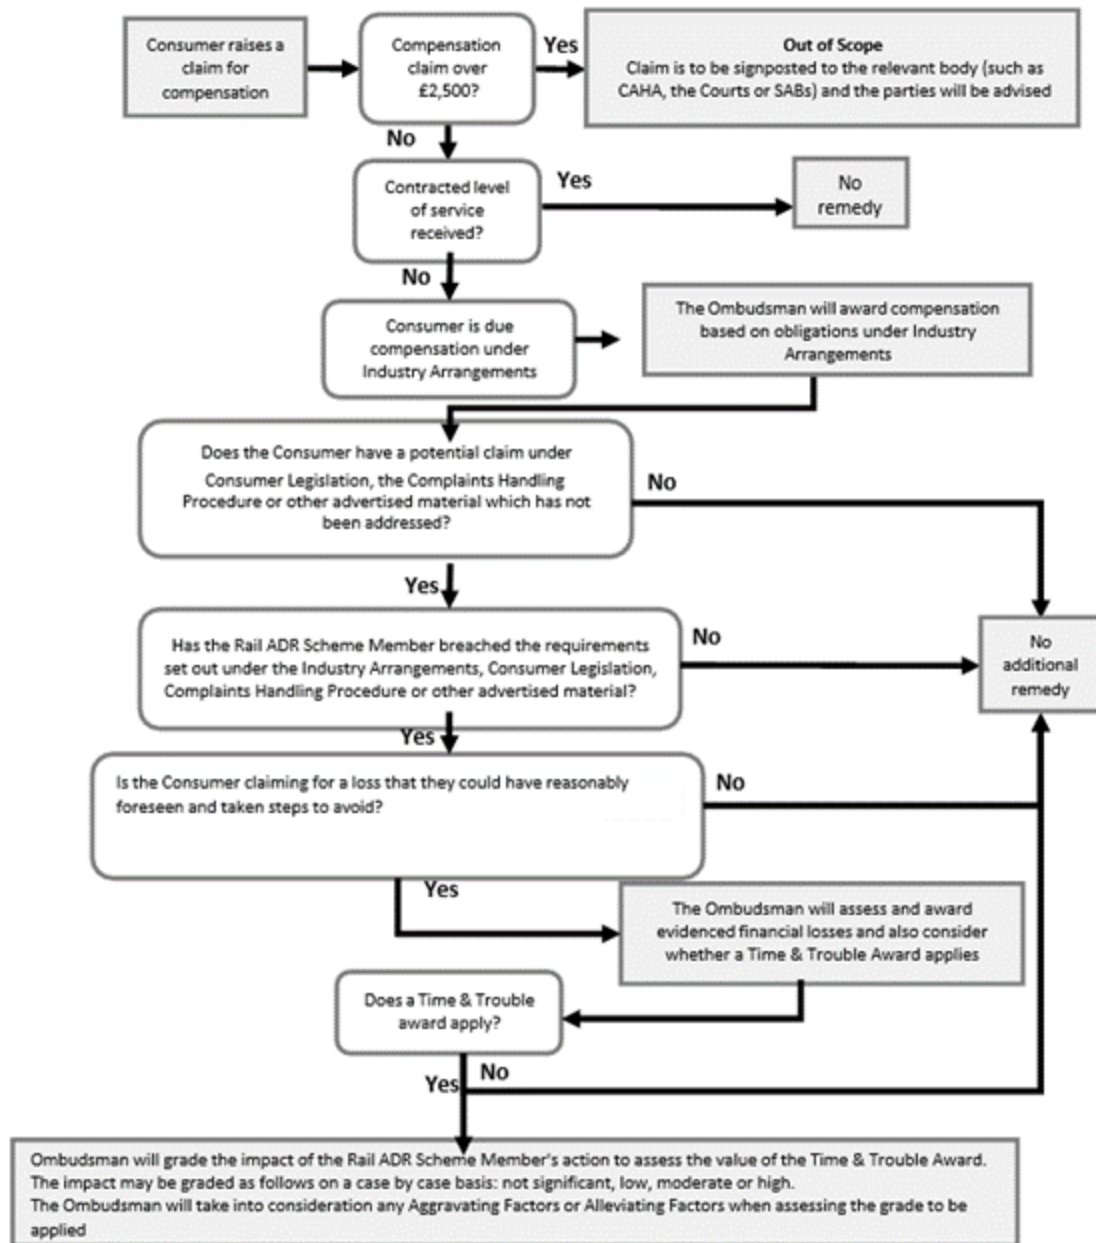 Consumer raises a
claim for
compensation
Compensation
claim over
£2,500?
Yes
Out of Scope
Claim is to be signposted to the relevant body (such as
CAHA, the Courts or SABs) and the parties will be advised
No
Contracted level
of service
received?
Yes
No
remedy
No
Consumer is due
compensation under
Industry Arrangements
The Ombudsman will award compensation
based on obligations under Industry
Arrangements
Does the Consumer have a potential claim under
Consumer Legislation, the Complaints Handling
Procedure or other advertised material which has not
been addressed?
No
Yes
Has the Rail ADR Scheme Member breached the requirements
set out under the Industry Arrangements, Consumer Legislation,
Complaints Handling Procedure or other advertised material?
No
No
additional
remedy
Yes
Is the Consumer claiming for a loss that they could have reasonably
foreseen and taken steps to avoid?
No
Yes
The Ombudsman will assess and award
evidenced financial losses and also consider
whether a Time & Trouble Award applies
Does a Time & Trouble
award apply?
Yes
No
Ombudsman will grade the impact of the Rail ADR Scheme Member's action to assess the value of the Time & Trouble Award.
The impact may be graded as follows on a case by case basis: not significant, low, moderate or high.
The Ombudsman will take into consideration any Aggravating Factors or Alleviating Factors when assessing the grade to be
applied